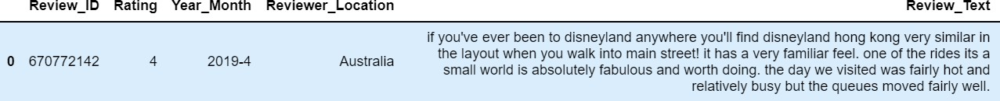 Review_ID Rating Year_Month Reviewer_Location Review_Text
if you've ever been to disneyland anywhere you'll find disneyland hong kong very similar in
0 670772142 4 2019-4 Australia the layout when you walk into main street! it has a very familiar feel. one of the rides its a
small world is absolutely fabulous and worth doing. the day we visited was fairly hot and
relatively busy but the queues moved fairly well.